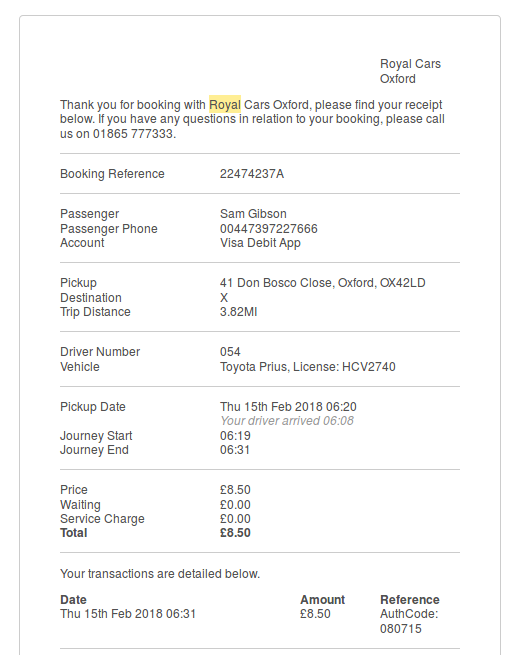 Royal Cars
Oxford
Thank you for booking with Royal Cars Oxford, please find your receipt
below. If you have any questions in relation to your booking, please call
us on 01865 777333.
Booking Reference 22474237A
Passenger Sam Gibson
Passenger Phone 00447397227666
Account Visa Debit App
Pickup 41 Don Bosco Close, Oxford, OX42LD
Destination X
Trip Distance 3.82MI
Driver Number 054
Vehicle Toyota Prius, License: HCV2740
Pickup Date Thu 15th Feb 2018 06:20
Your driver arrived 06:08
Journey Start 06:19
Journey End 06:31
Price £8.50
Waiting £0.00
Service Charge £0.00
Total £8.50
Your transactions are detailed below.
Date Amount Reference
Thu 15th Feb 2018 06:31 £8.50 AuthCode:
080715